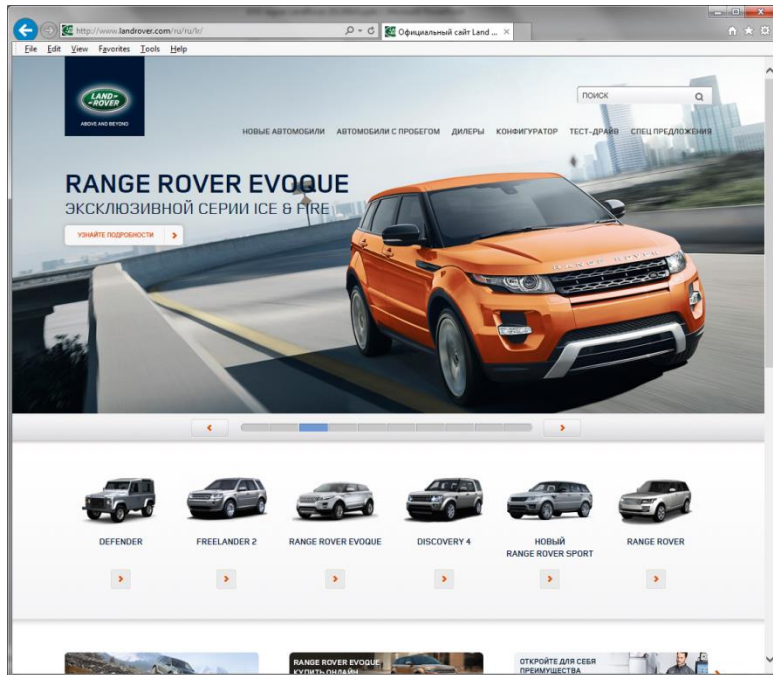 http://www.landrover.com/ru/ru/lr/
Официальный сайт Land ...
File Edit View Favorites Tools Help
LAND-
-ROVER
ABOVE AND BEYOND
ПОИСК
НОВЫЕ АВТОМОБИЛИ АВТОМОБИЛИ С ПРОБЕГОМ ДИЛЕРЫ КОНФИГУРАТОР ТЕСТ-ДРАЙВ СПЕЦ ПРЕДЛОЖЕНИЯ
RANGE ROVER EVOQUE
ЭКСКЛЮЗИВНОЙ СЕРИИ ICE & FIRE
УЗНАЙТЕ ПОДРОБНОСТИ
RANGE ROVER
DEFENDER
FREELANDER 2
RANGE ROVER EVOQUE
DISCOVERY 4
НОВЫЙ
RANGE ROVER SPORT
RANGE ROVER
RANGE ROVER EVOQUE
КУПИТЬ ОНЛАЙН
ОТКРОЙТЕ ДЛЯ СЕБЯ
ПРЕИМУЩЕСТВА